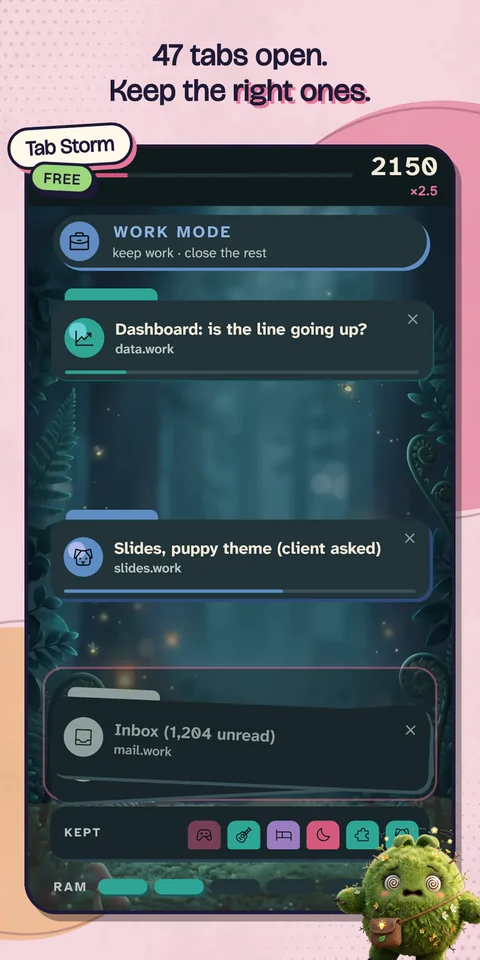 47 tabs open.
Keep the right ones.
Tab Storm
FREE
2150
×2.5
WORK MODE
keep work · close the rest
Dashboard: is the line going up?
data.work
Slides, puppy theme (client asked)
slides.work
Inbox (1,204 unread)
mail.work
KEPT
RAM